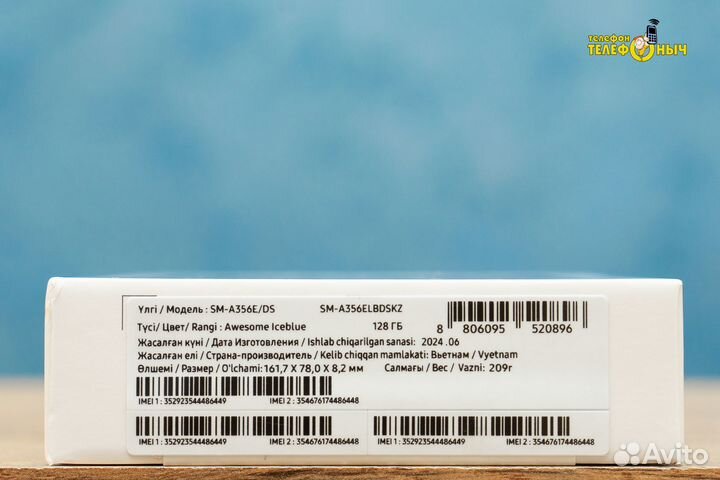 ТЕЛЕФОН
ТЕЛЕФОНЫЧ
Үлгі / Модель : SM-A356E/DS SM-A356ELBDSKZ
Түсі/ Цвет/ Rangi : Awesome Iceblue 128 ГБ
8 806095 520896
Жасалған күні / Дата Изготовления / Ishlab chiqarilgan sanasi: 2024 .06
Жасалған елі / Страна-производитель / Kelib chiqqan mamlakati: Вьетнам / Vyetnam
Өлшемі / Размер / O'lchami: 161,7 X 78,0 X 8,2 мм Салмағы / Вес / Vazni: 209г
IMEI 1 : 352923544486449 IMEI 2 : 354676174486448
IMEI 1 : 352923544486449 IMEI 2 : 354676174486448 IMEI 1 : 352923544486449 IMEI 2 : 354676174486448
Avito